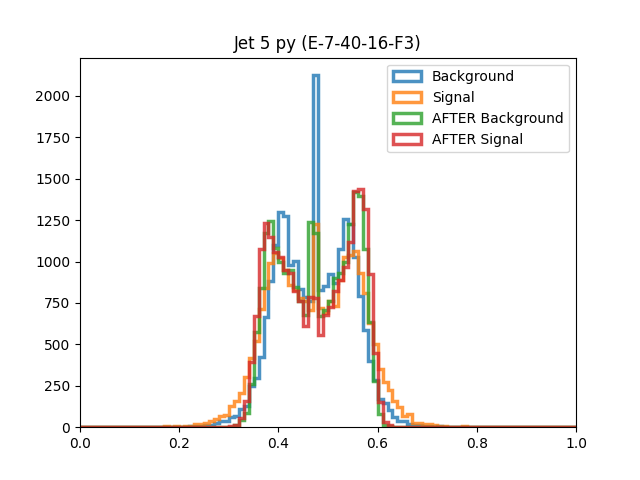 Jet 5 py (E-7-40-16-F3)
Background
Signal
AFTER Background
AFTER Signal
2000
1750
1500
1250
1000
750
500
250
0
0.0 0.2 0.4 0.6 0.8 1.0